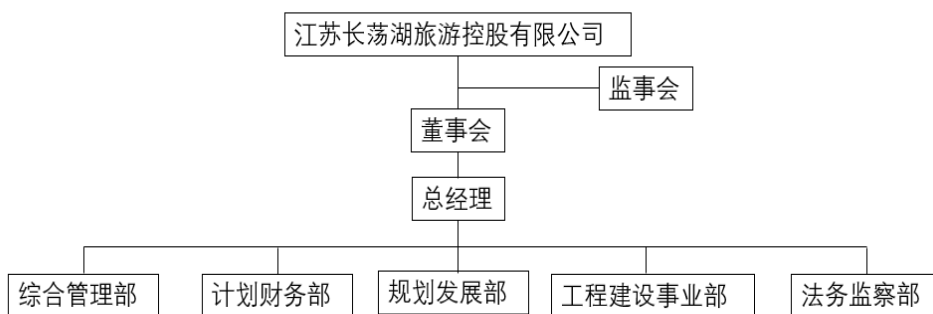 江苏长荡湖旅游控股有限公司
监事会
董事会
总经理
综合管理部
计划财务部
规划发展部
工程建设事业部
法务监察部